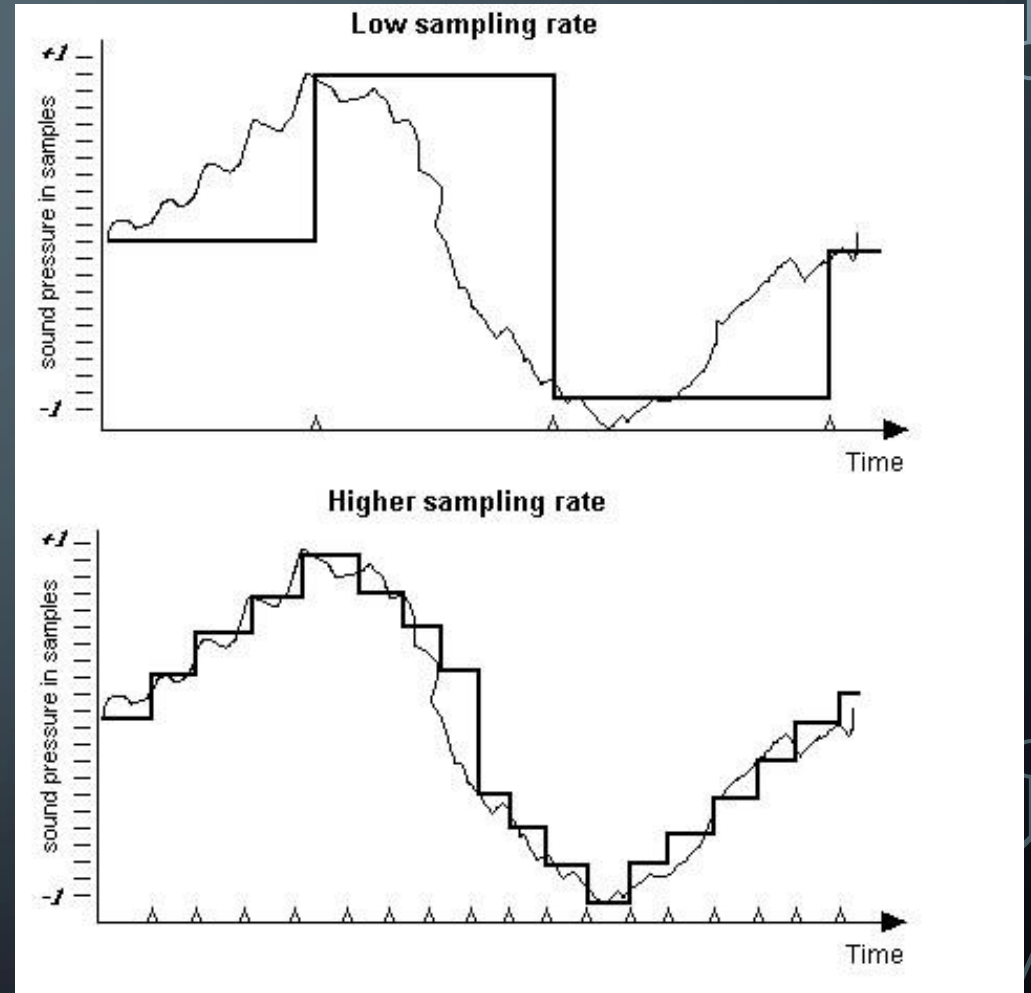 Low sampling rate
+1
sound pressure in samples
-1
Time
Higher sampling rate
+1
sound pressure in samples
-1
Time